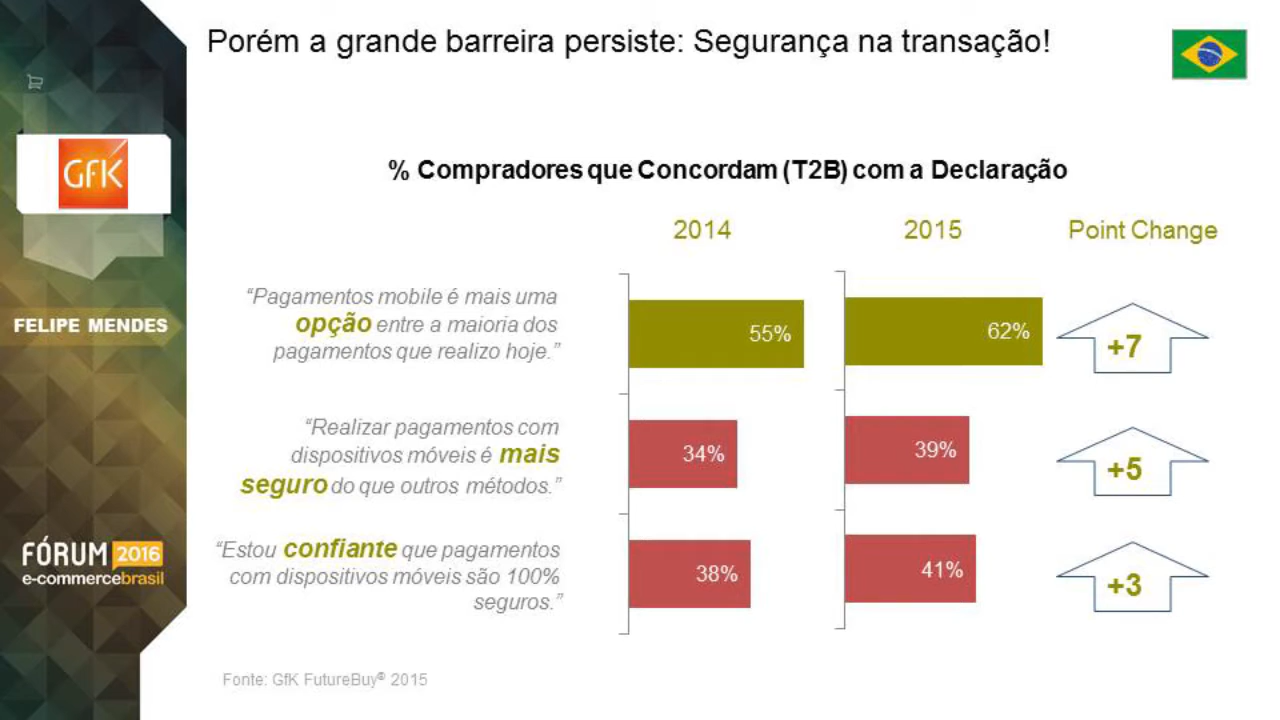 Porém a grande barreira persiste: Segurança na transação!
GfK
FELIPE MENDES
FÓRUM 2016
e-commercebrasil
% Compradores que Concordam (T2B) com a Declaração
2014 2015 Point Change
“Pagamentos mobile é mais uma
opção entre a maioria dos
pagamentos que realizo hoje.”
55% 62% +7
“Realizar pagamentos com
dispositivos móveis é mais
seguro do que outros métodos.”
34% 39% +5
“Estou confiante que pagamentos
com dispositivos móveis são 100%
seguros.”
38% 41% +3
Fonte: GfK FutureBuy® 2015